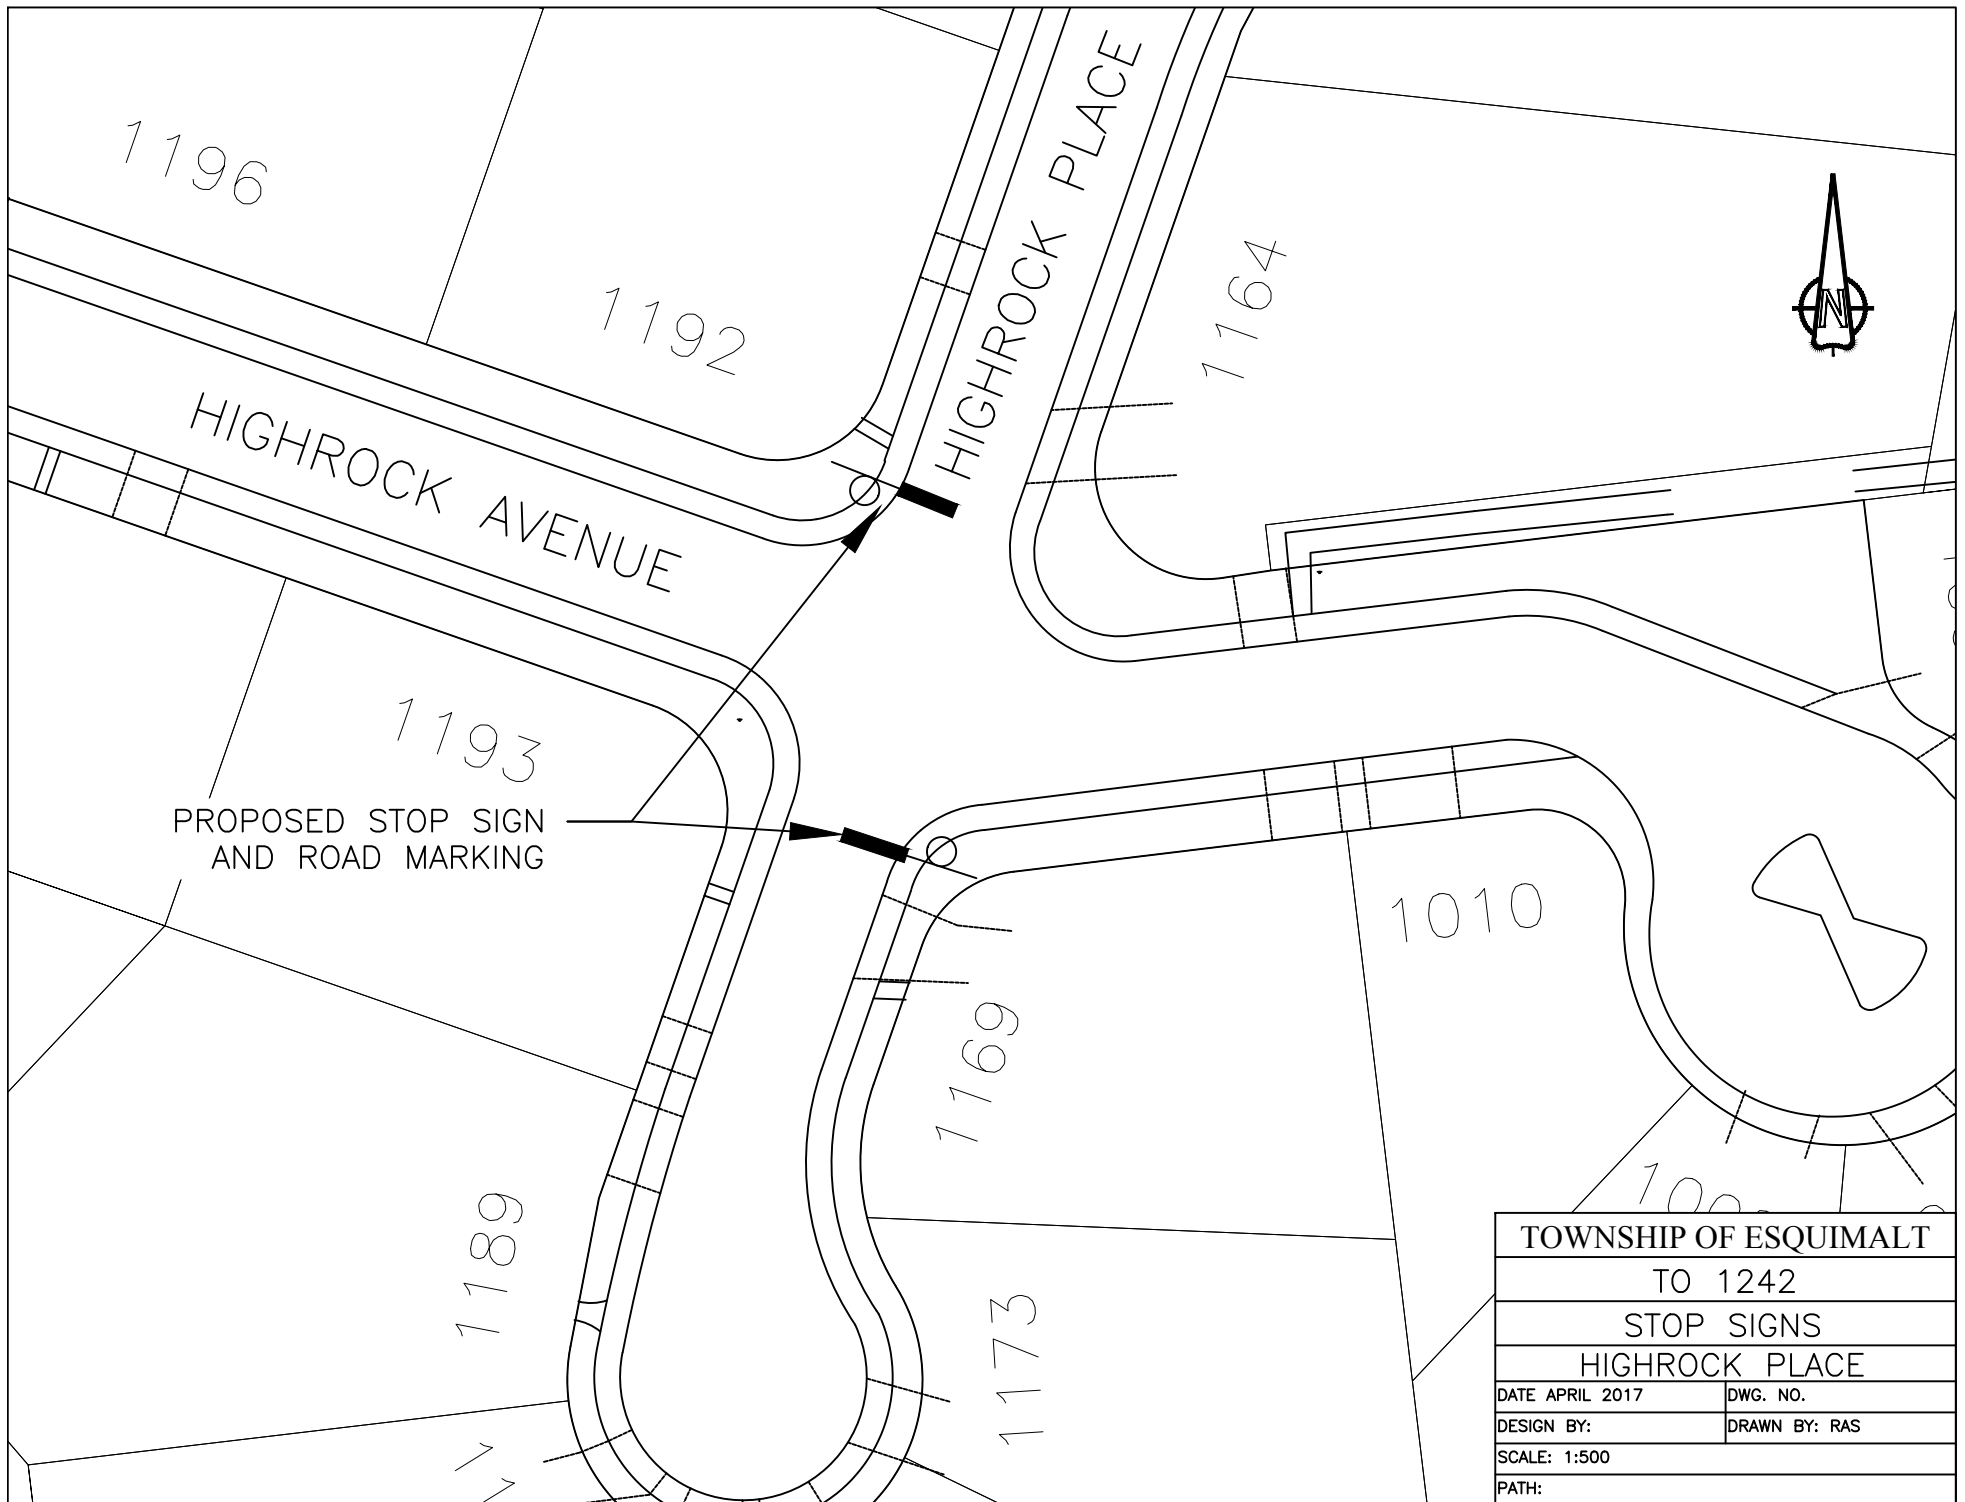 1196
1192
HIGHROCK PLACE
1164
N
HIGHROCK AVENUE
1193
PROPOSED STOP SIGN
AND ROAD MARKING
1010
1169
1189
1173
TOWNSHIP OF ESQUIMALT
TO 1242
STOP SIGNS
HIGHROCK PLACE
DATE APRIL 2017
DWG. NO.
DESIGN BY:
DRAWN BY: RAS
SCALE: 1:500
PATH: